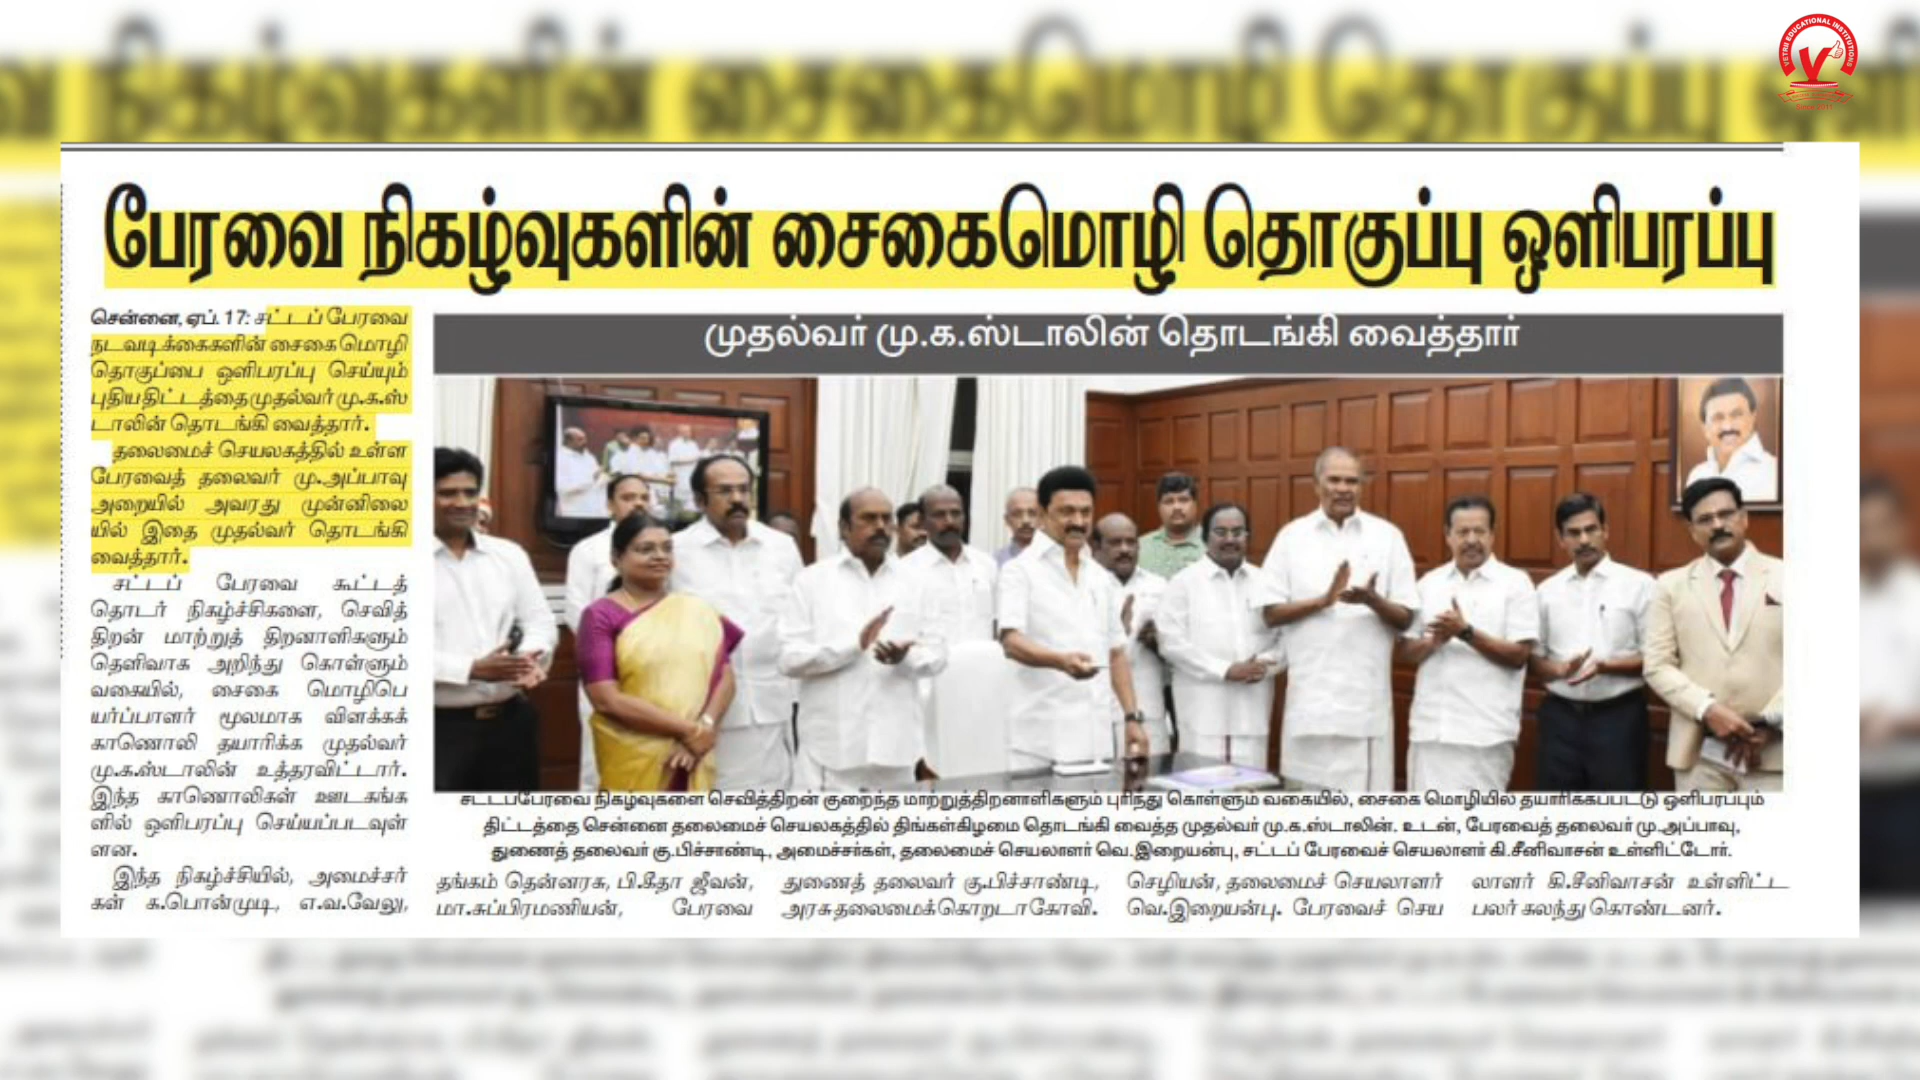 VETRII EDUCATIONAL INSTITUTIONS
பேரவை நிகழ்வுகளின் சைகைமொழி தொகுப்பு ஒளிபரப்பு
முதல்வர் மு.க.ஸ்டாலின் தொடங்கி வைத்தார்
சென்னை, ஏப். 17: சட்டப் பேரவை
நடவடிக்கைகளின் சைகை மொழி
தொகுப்பை ஒளிபரப்பு செய்யும்
புதிய திட்டத்தை முதல்வர் மு.க.ஸ்
டாலின் தொடங்கி வைத்தார்.
தலைமைச் செயலகத்தில் உள்ள
பேரவைத் தலைவர் மு.அப்பாவு
அறையில் அவரது முன்னிலை
யில் இதை முதல்வர் தொடங்கி
வைத்தார்.
சட்டப் பேரவை கூட்டத்
தொடர் நிகழ்ச்சிகளை, செவித்
திறன் மாற்றுத் திறனாளிகளும்
தெளிவாக அறிந்து கொள்ளும்
வகையில், சைகை மொழிபெ
யர்ப்பாளர் மூலமாக விளக்கக்
காணொலி தயாரிக்க முதல்வர்
மு.க.ஸ்டாலின் உத்தரவிட்டார்.
இந்த காணொலிகள் ஊடகங்க
ளில் ஒளிபரப்பு செய்யப்படவுள்
ளன.
இந்த நிகழ்ச்சியில், அமைச்சர்
கள் க.பொன்முடி, எ.வ.வேலு,
சட்டப்பேரவை நிகழ்வுகளை செவித்திறன் குறைந்த மாற்றுத்திறனாளிகளும் புரிந்து கொள்ளும் வகையில், சைகை மொழியில் தயாரிக்கப்பட்டு ஒளிபரப்பும்
திட்டத்தை சென்னை தலைமைச் செயலகத்தில் திங்கள்கிழமை தொடங்கி வைத்த முதல்வர் மு.க.ஸ்டாலின். உடன், பேரவைத் தலைவர் மு.அப்பாவு,
துணைத் தலைவர் கு.பிச்சாண்டி, அமைச்சர்கள், தலைமைச் செயலாளர் வெ.இறையன்பு, சட்டப் பேரவைச் செயலாளர் கி.சீனிவாசன் உள்ளிட்டோர்.
தங்கம் தென்னரசு, பி.கீதா ஜீவன்,
மா.சுப்பிரமணியன், பேரவை
துணைத் தலைவர் கு.பிச்சாண்டி,
அரசு தலைமைக் கொறடா கோவி.
செழியன், தலைமைச் செயலாளர்
வெ.இறையன்பு. பேரவைச் செய
லாளர் கி.சீனிவாசன் உள்ளிட்ட
பலர் கலந்து கொண்டனர்.